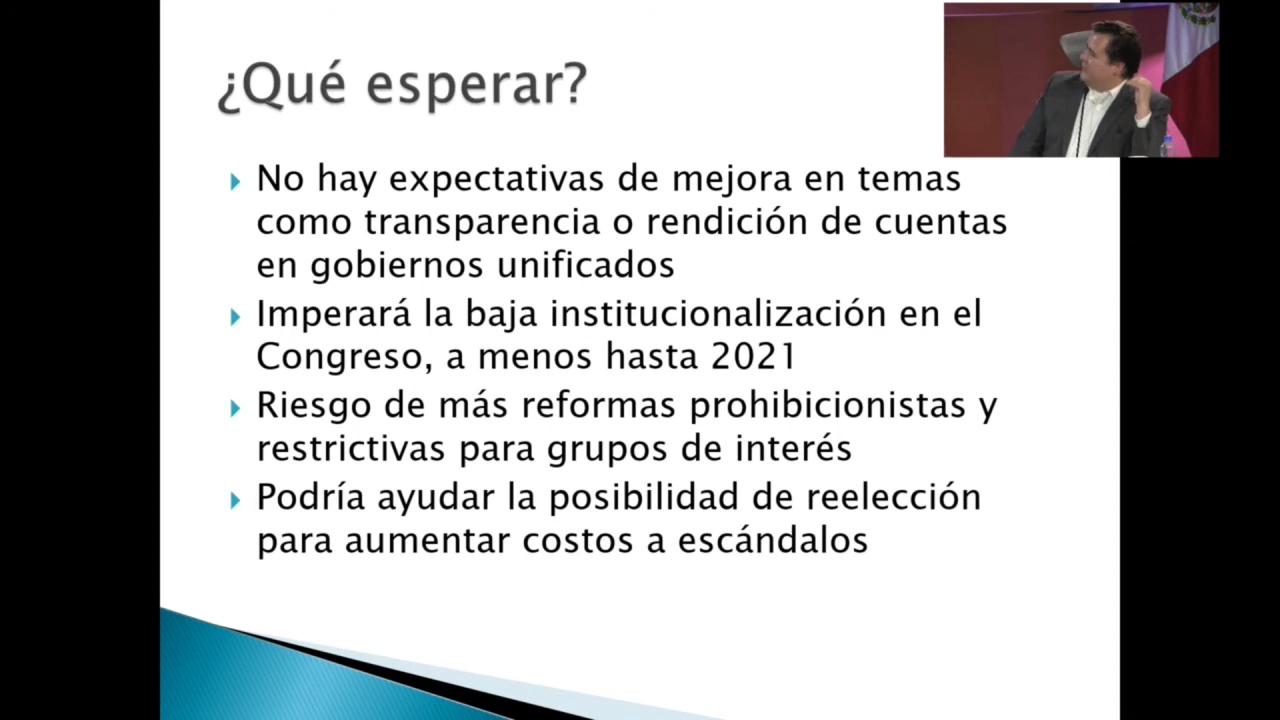 ¿Qué esperar?
No hay expectativas de mejora en temas
como transparencia o rendición de cuentas
en gobiernos unificados
Imperará la baja institucionalización en el
Congreso, a menos hasta 2021
Riesgo de más reformas prohibicionistas y
restrictivas para grupos de interés
Podría ayudar la posibilidad de reelección
para aumentar costos a escándalos